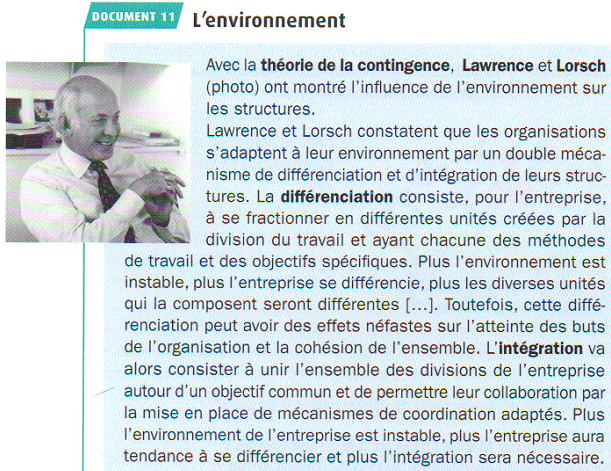 DOCUMENT 11 L'environnement
Avec la théorie de la contingence, Lawrence et Lorsch
(photo) ont montré l'influence de l'environnement sur
les structures.
Lawrence et Lorsch constatent que les organisations
s'adaptent à leur environnement par un double méca-
nisme de différenciation et d'intégration de leurs struc-
tures. La différenciation consiste, pour l'entreprise,
à se fractionner en différentes unités créées par la
division du travail et ayant chacune des méthodes
de travail et des objectifs spécifiques. Plus l'environnement est
instable, plus l'entreprise se différencie, plus les diverses unités
qui la composent seront différentes [...]. Toutefois, cette diffé-
renciation peut avoir des effets néfastes sur l'atteinte des buts
de l'organisation et la cohésion de l'ensemble. L'intégration va
alors consister à unir l'ensemble des divisions de l'entreprise
autour d'un objectif commun et de permettre leur collaboration par
la mise en place de mécanismes de coordination adaptés. Plus
l'environnement de l'entreprise est instable, plus l'entreprise aura
tendance à se différencier et plus l'intégration sera nécessaire.